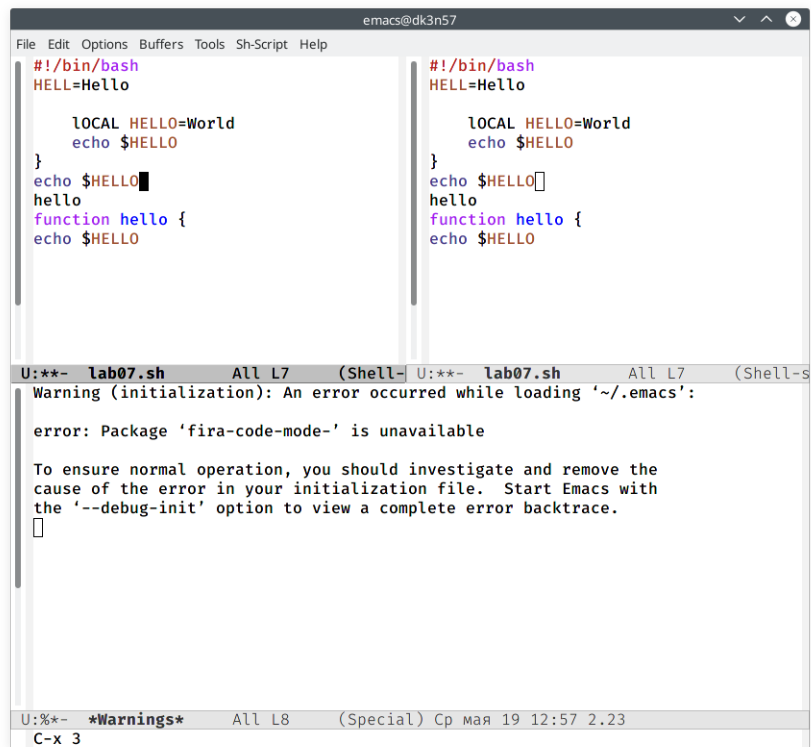 emacs@dk3n57
File Edit Options Buffers Tools Sh-Script Help
#!/bin/bash
HELL=Hello
lOCAL HELLO=World
echo $HELLO
}
echo $HELLO
hello
function hello {
echo $HELLO
U:**- lab07.sh All L7 (Shell-
#!/bin/bash
HELL=Hello
lOCAL HELLO=World
echo $HELLO
}
echo $HELLO
hello
function hello {
echo $HELLO
U:**- lab07.sh All L7 (Shell-s
Warning (initialization): An error occurred while loading ‘~/.emacs’:
error: Package ‘fira-code-mode-’ is unavailable
To ensure normal operation, you should investigate and remove the
cause of the error in your initialization file.  Start Emacs with
the ‘--debug-init’ option to view a complete error backtrace.
U:%*- *Warnings* All L8 (Special) Ср мая 19 12:57 2.23
C-x 3